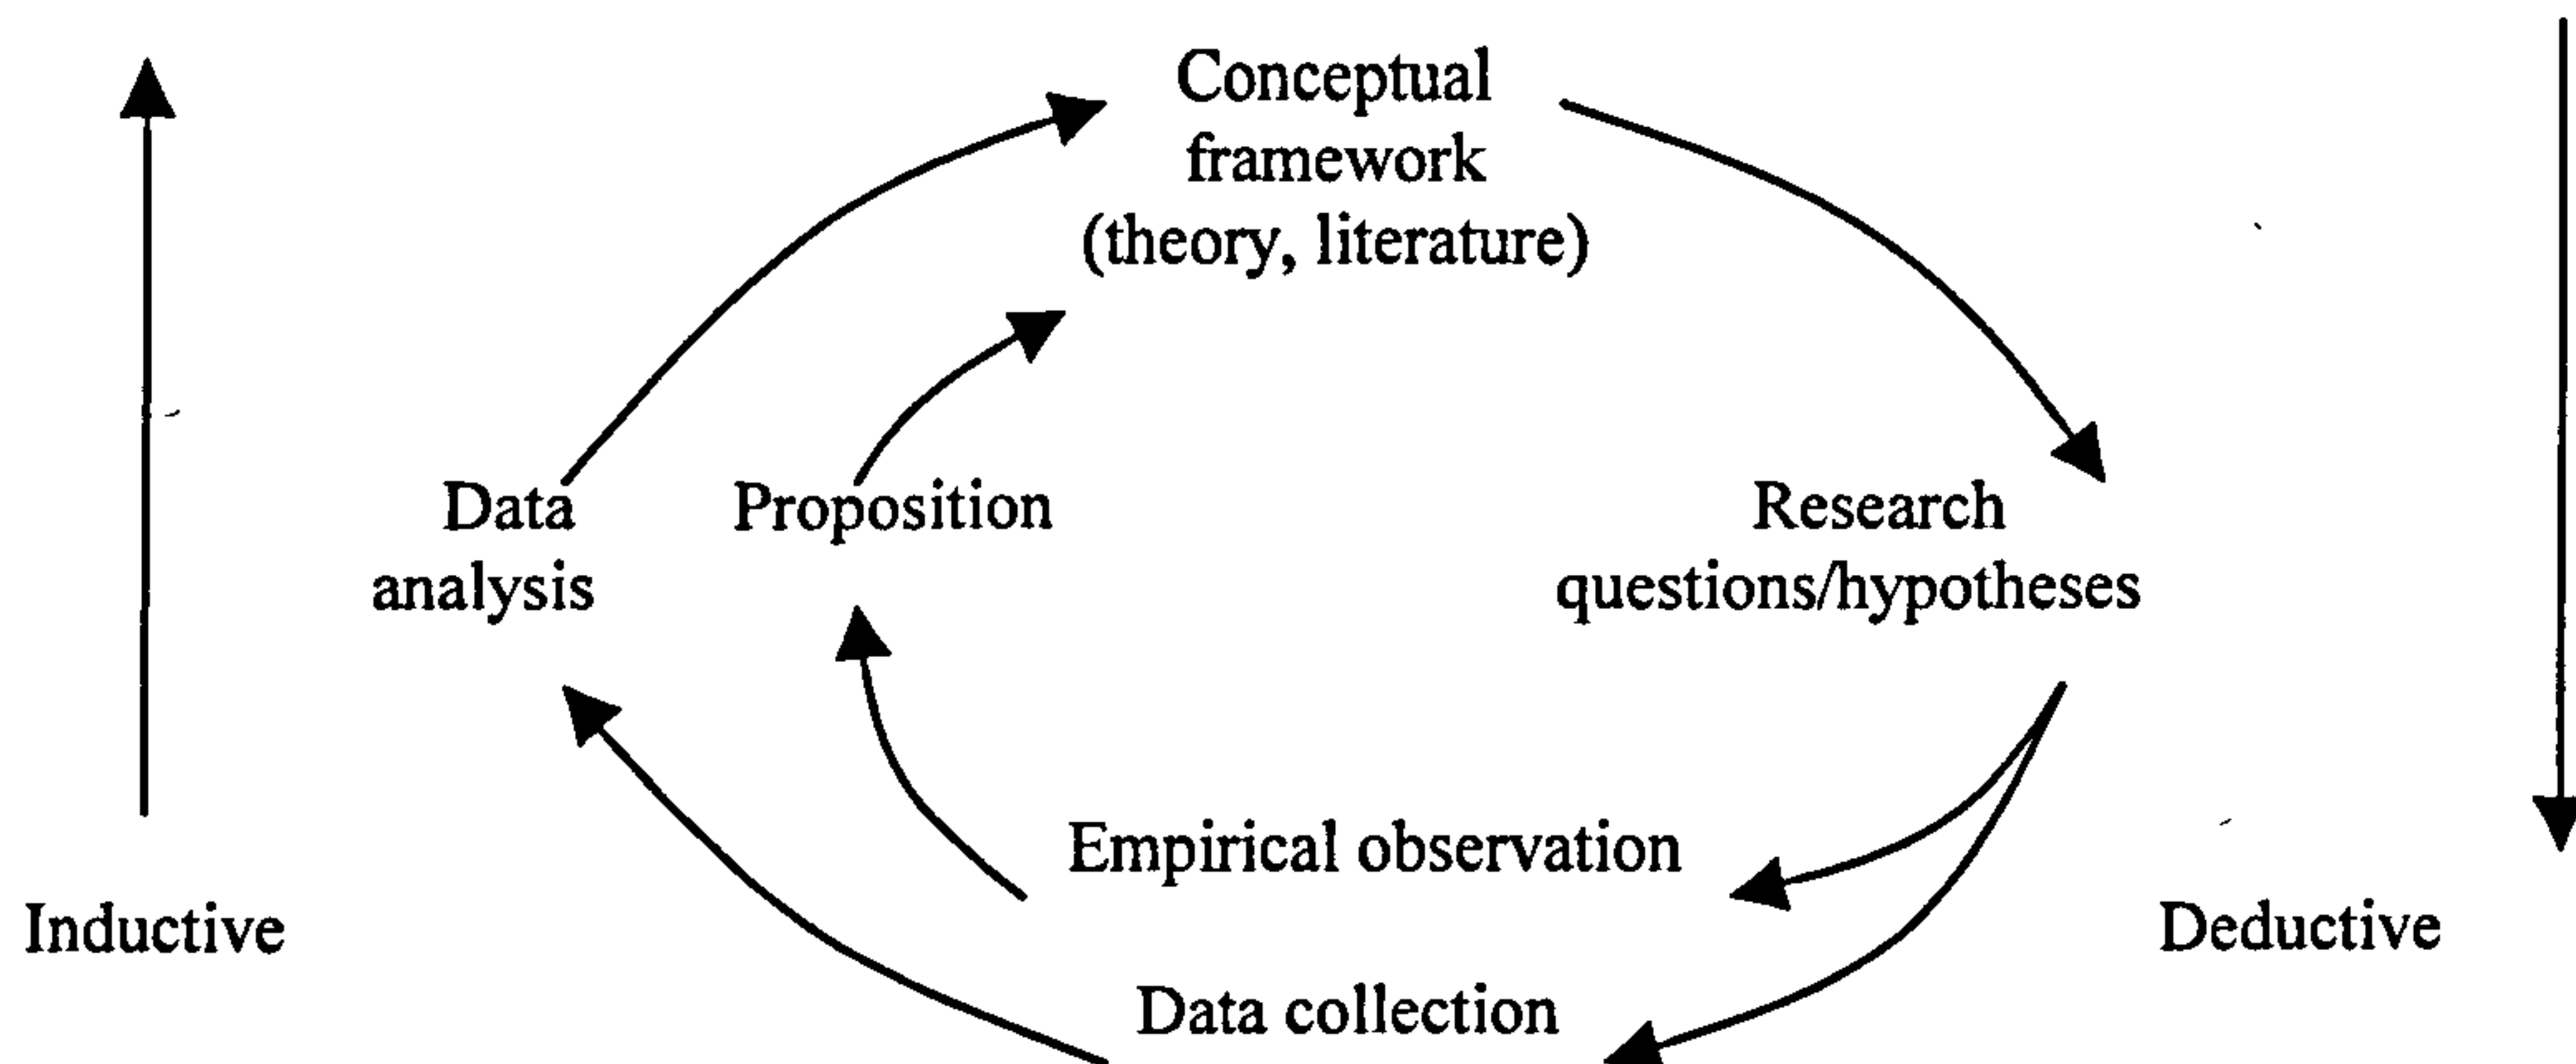 Conceptual
framework
(theory, literature)
Data
analysis
Proposition
Research
questions/hypotheses
Empirical observation
Inductive
Deductive
Data collection